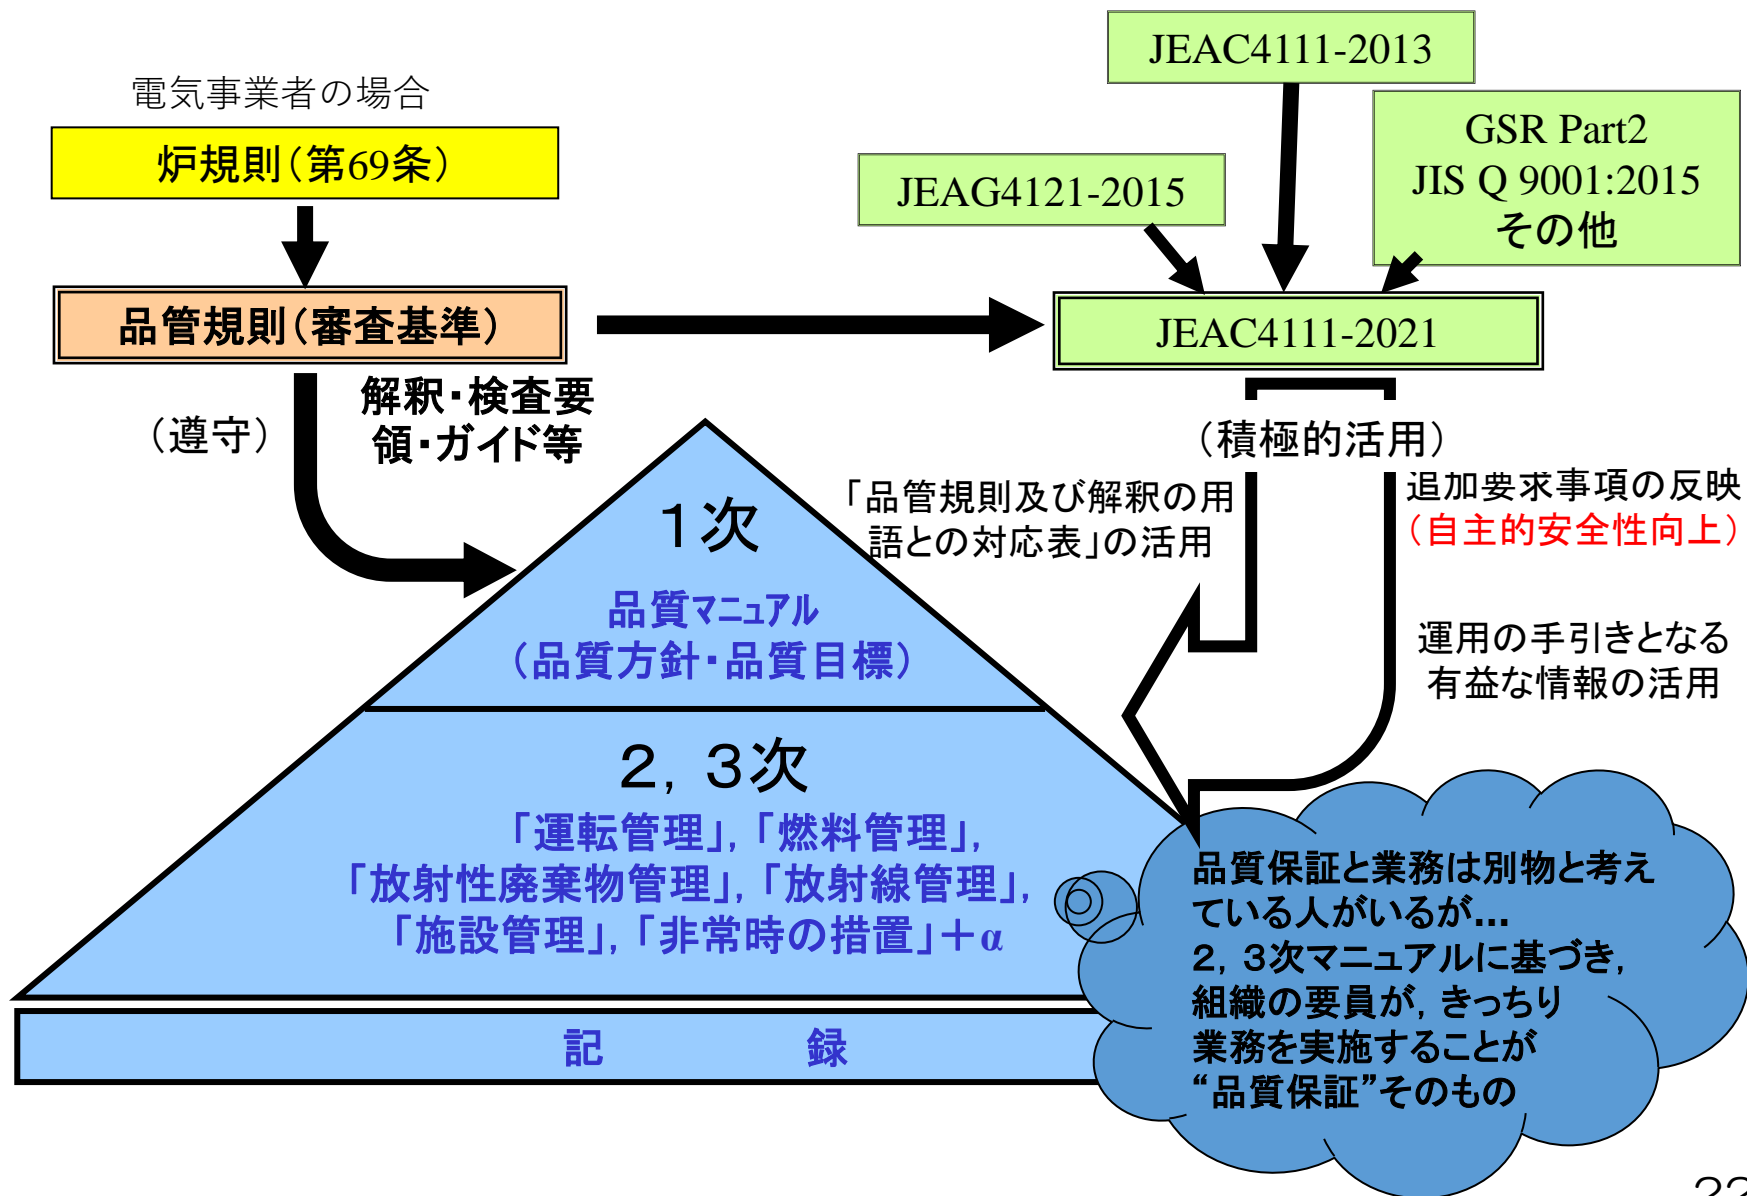 電気事業者の場合
炉規則（第69条）
JEAC4111-2013
JEAG4121-2015
GSR Part2
JIS Q 9001:2015
その他
品管規則（審査基準）
JEAC4111-2021
（遵守）
解釈・検査要
領・ガイド等
（積極的活用）
「品管規則及び解釈の用
語との対応表」の活用
追加要求事項の反映
（自主的安全性向上）
運用の手引きとなる
有益な情報の活用
１次
品質マニュアル
（品質方針・品質目標）
２，３次
「運転管理」，「燃料管理」，
「放射性廃棄物管理」，「放射線管理」，
「施設管理」，「非常時の措置」＋α
記　録
品質保証と業務は別物と考え
ている人がいるが…
２，３次マニュアルに基づき，
組織の要員が，きっちり
業務を実施することが
“品質保証”そのもの